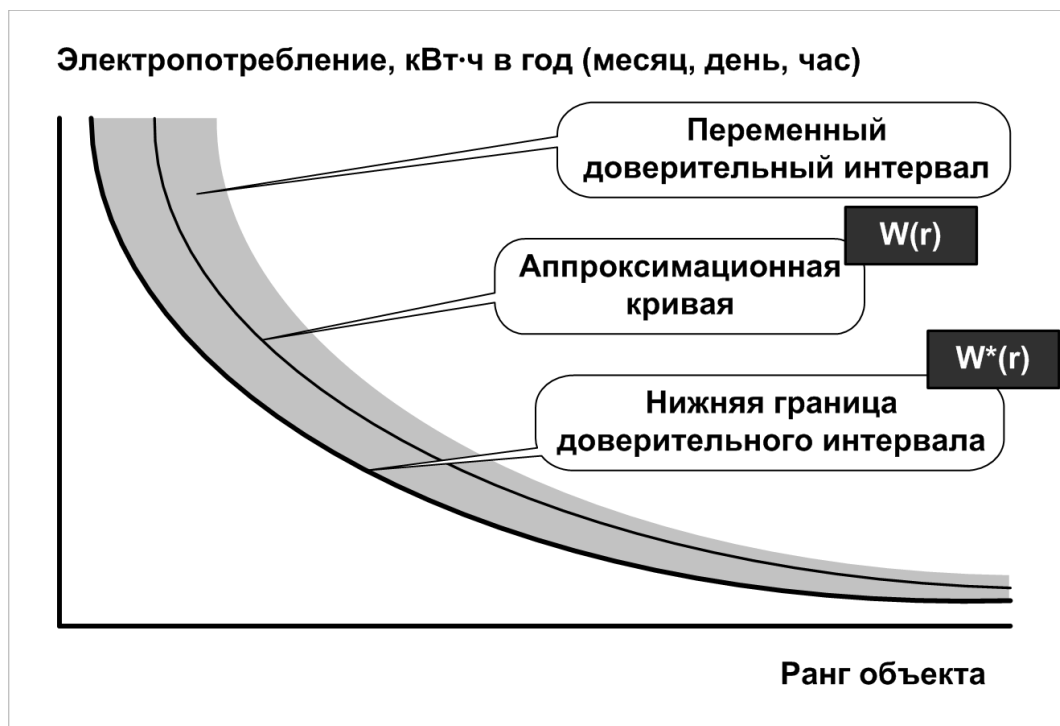 Электропотребление, кВт·ч в год (месяц, день, час)
Переменный
доверительный интервал
W(r)
Аппроксимационная
кривая
W*(r)
Нижняя граница
доверительного интервала
Ранг объекта